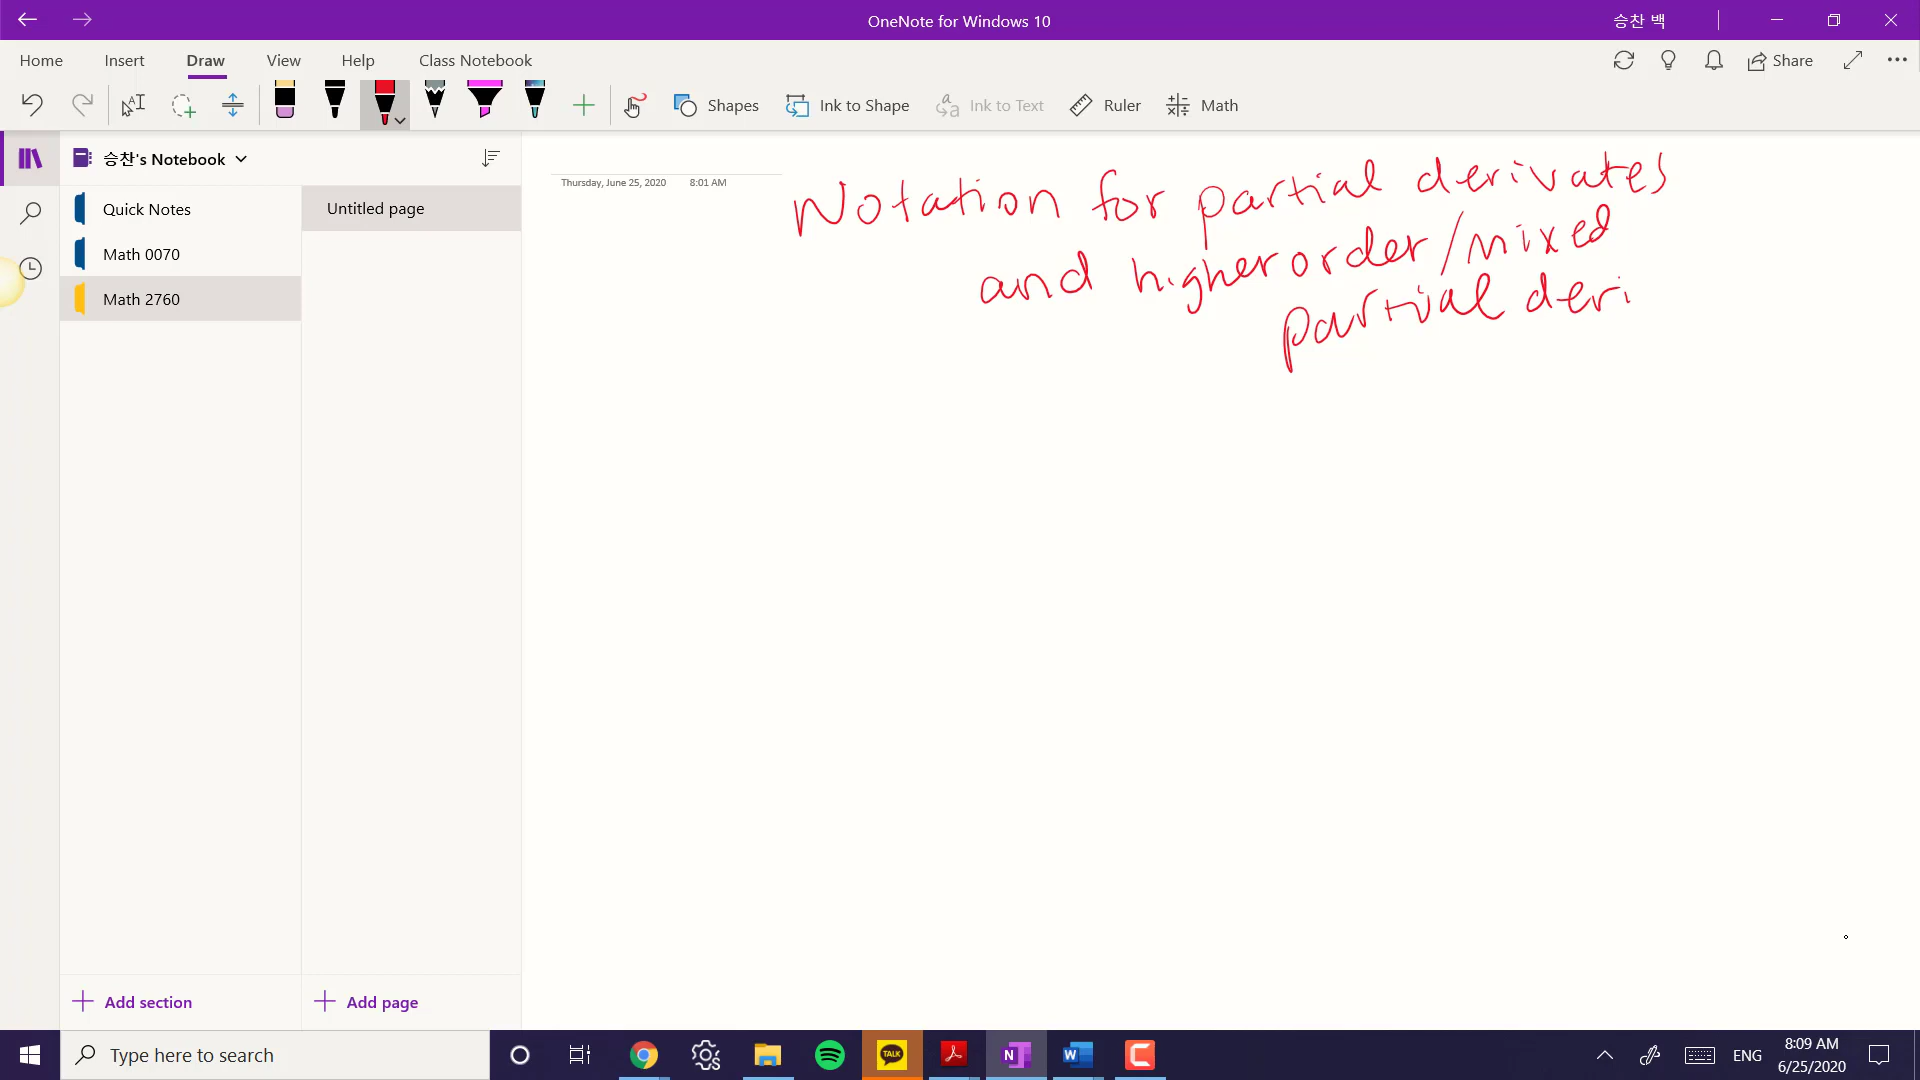 OneNote for Windows 10
승찬 백
Home Insert Draw View Help Class Notebook
Share
Shapes Ink to Shape Ink to Text Ruler Math
승찬's Notebook
Quick Notes
Math 0070
Math 2760
Untitled page
Thursday, June 25, 2020 8:01 AM
Notation for partial derivates
and higher order/mixed
partial deri
Add section
Add page
Type here to search
TALK
ENG
8:09 AM
6/25/2020